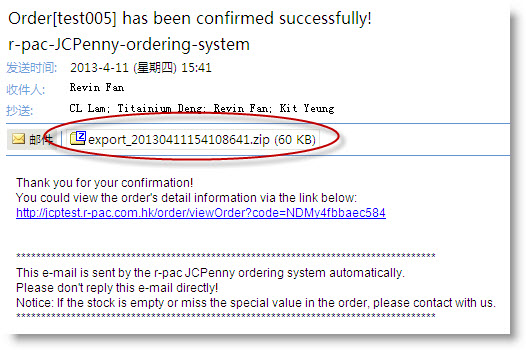 Order[test005] has been confirmed successfully!
r-pac-JCPenny-ordering-system
发送时间: 2013-4-11 (星期四) 15:41
收件人: Revin Fan
抄送: CL Lam; Titainium Deng; Revin Fan; Kit Yeung
邮件 export_20130411154108641.zip (60 KB)
Thank you for your confirmation!
You could view the order's detail information via the link below:
http://jcptest.r-pac.com.hk/order/viewOrder?code=NDMv4fbbaec584
************************************************************************************
This e-mail is sent by the r-pac JCPenny ordering system automatically.
Please don't reply this e-mail directly!
Notice: If the stock is empty or miss the special value in the order, please contact with us.
************************************************************************************